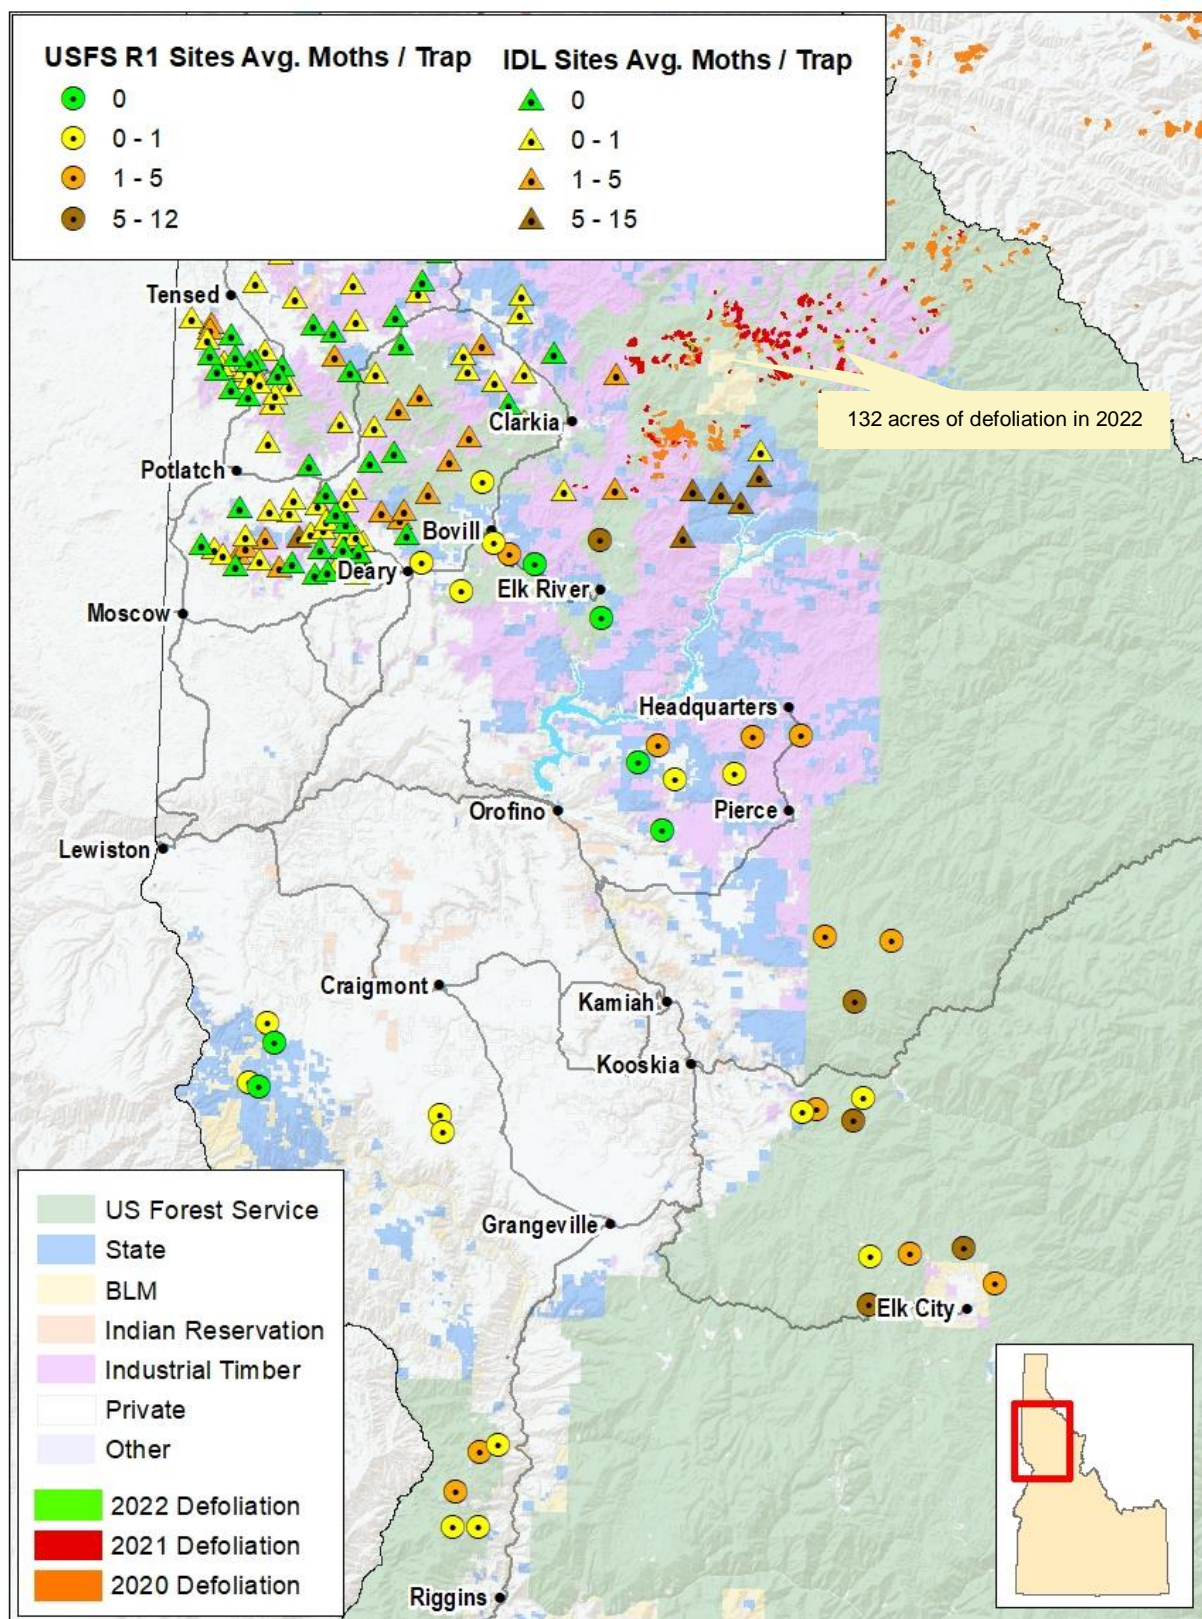 USFS R1 Sites Avg. Moths / Trap
0
0 - 1
1 - 5
5 - 12
IDL Sites Avg. Moths / Trap
0
0 - 1
1 - 5
5 - 15
Tensed
132 acres of defoliation in 2022
Clarkia
Potlatch
Bovill
Deary
Elk River
Moscow
Headquarters
Orofino
Pierce
Lewiston
Craigmont
Kamiah
Kooskia
Grangeville
Elk City
Riggins
US Forest Service
State
BLM
Indian Reservation
Industrial Timber
Private
Other
2022 Defoliation
2021 Defoliation
2020 Defoliation